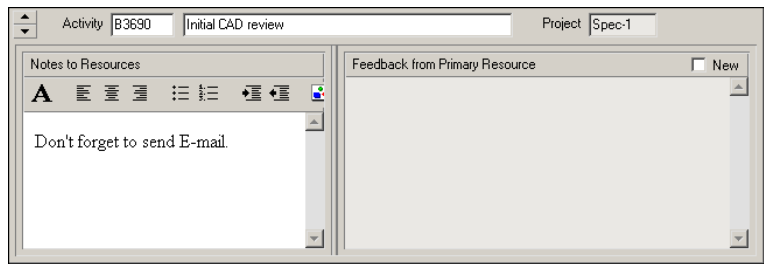 Activity B3690 Initial CAD review Project Spec-1
Notes to Resources
Feedback from Primary Resource New
A
Don't forget to send E-mail.